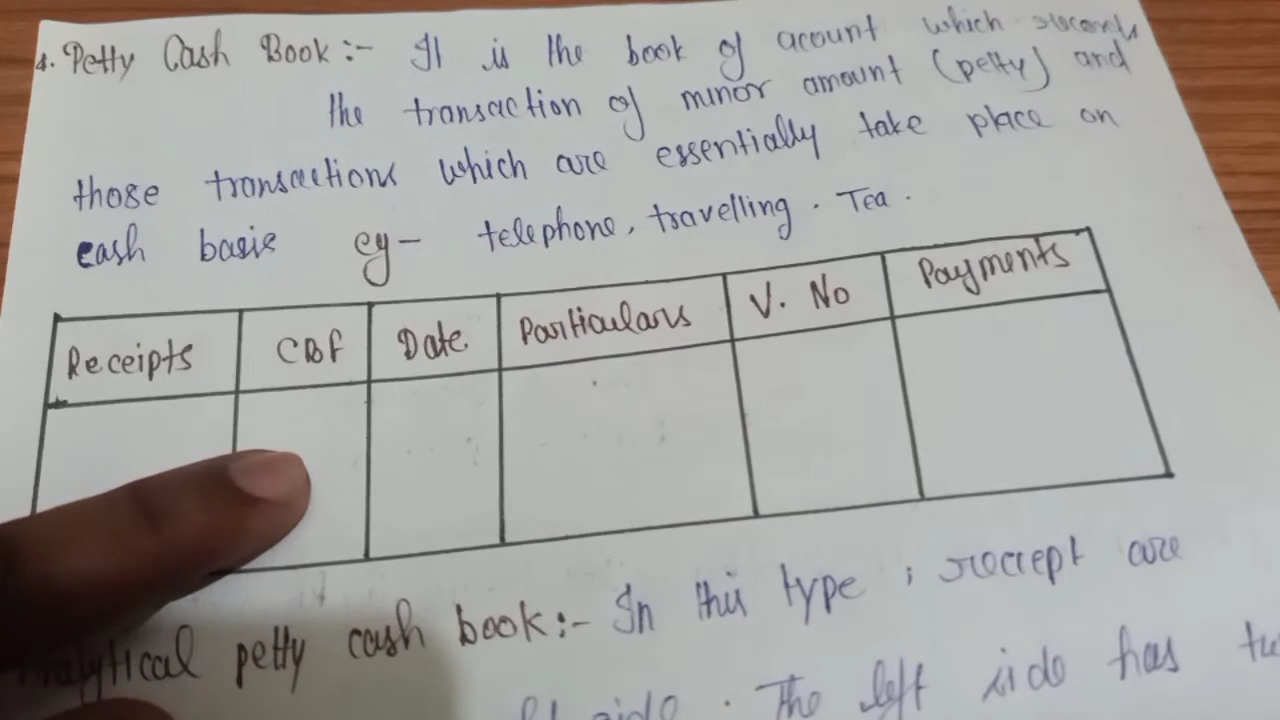 4. Petty Cash Book :- It is the book of acount which records
the transaction of minor amount (petty) and
those transactions which are essentially take place on
cash basis eg- telephone, travelling. Tea.
Receipts CBF Date Particulars V. No Payments
petty cash book:- In this type, receipt are
side. The left side has